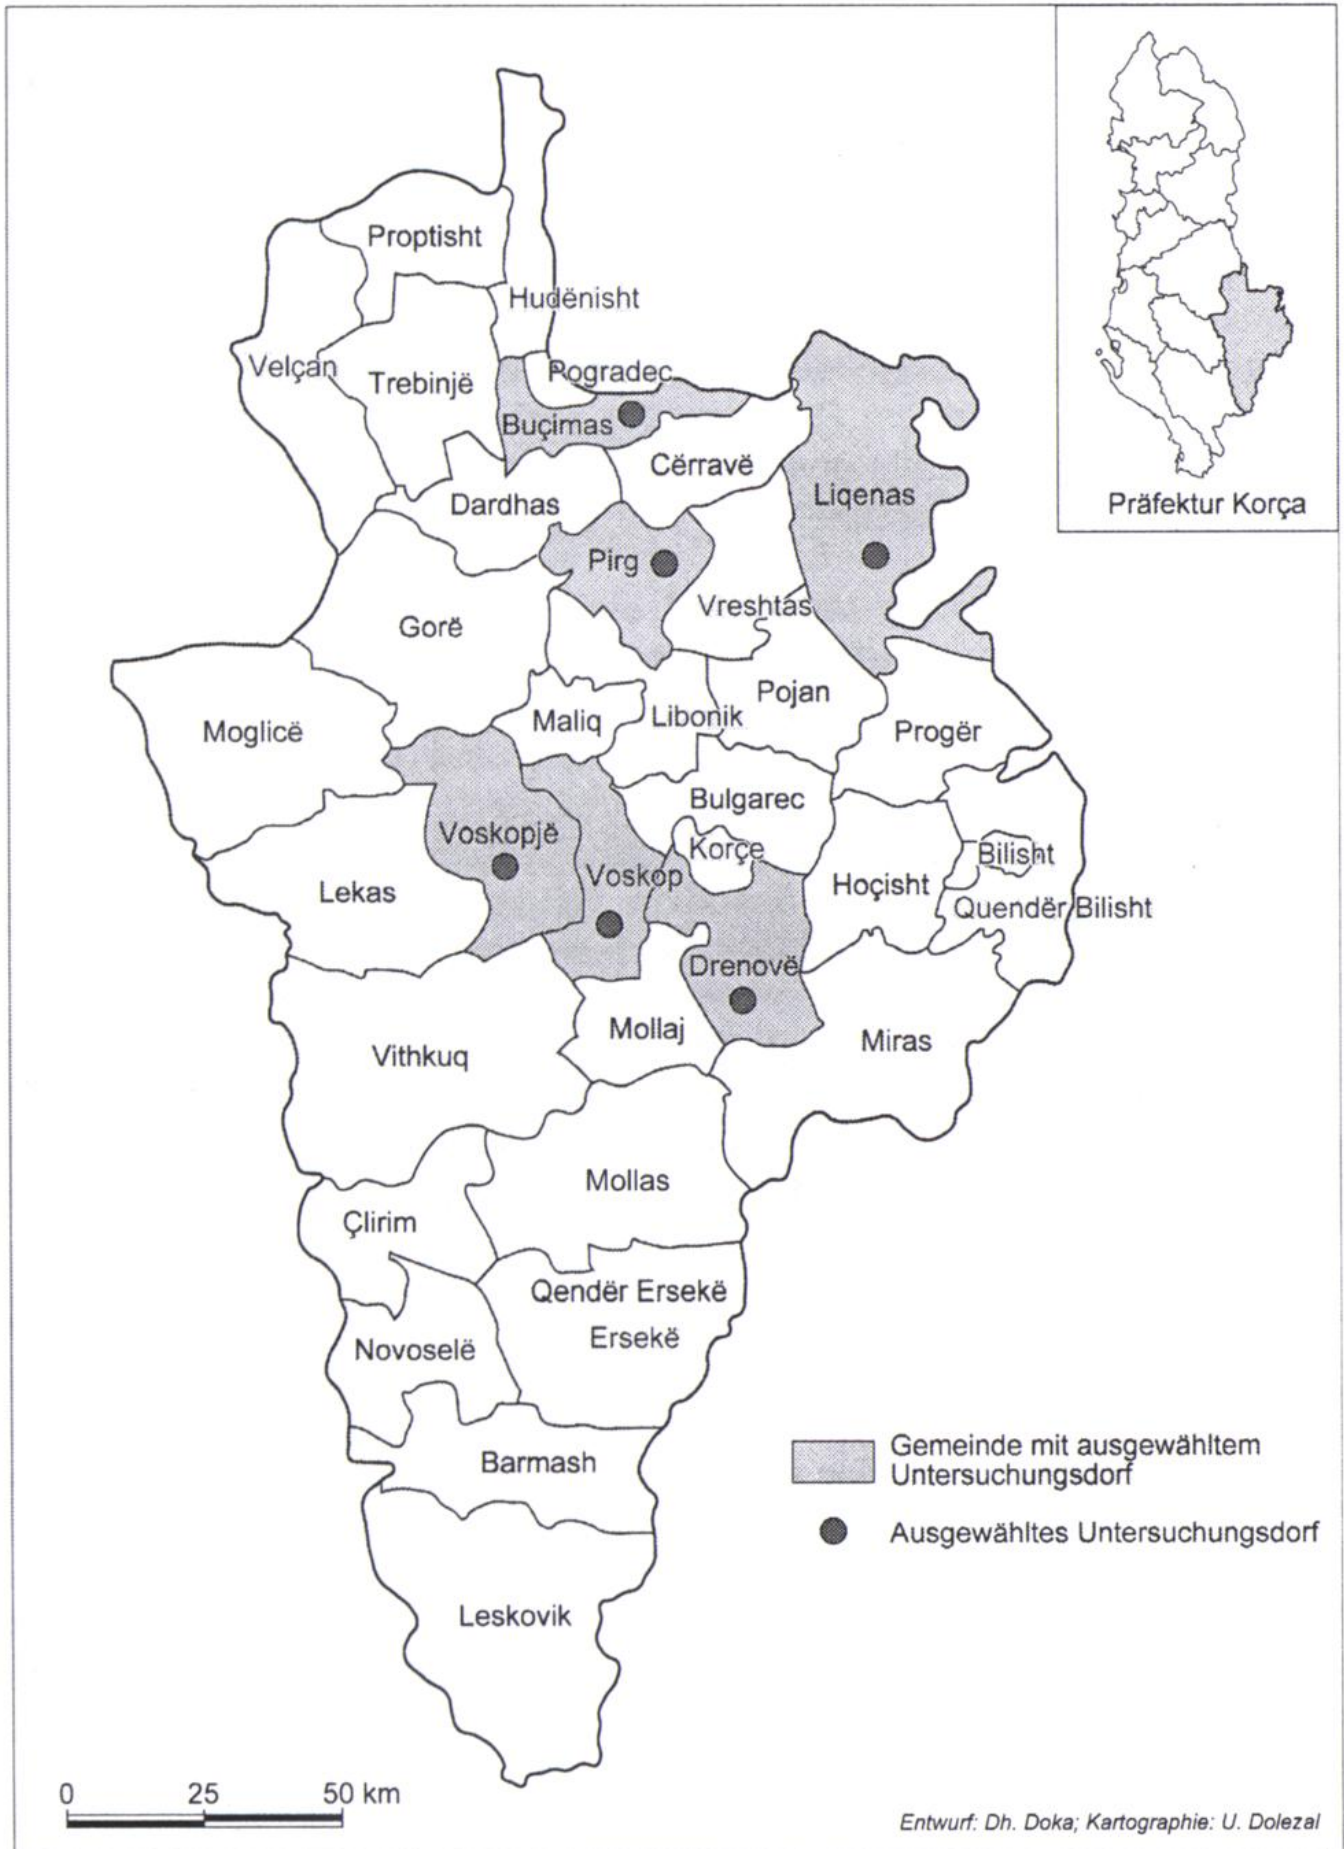 Präfektur Korça
Proptisht
Hudënisht
Velçan
Trebinjë
Pogradec
Buçimas
Cërravë
Dardhas
Liqenas
Pirg
Vreshtas
Gorë
Moglicë
Maliq
Libonik
Pojan
Progër
Bulgarec
Voskopjë
Korçe
Bilisht
Lekas
Voskop
Hoçisht
Quendër Bilisht
Drenovë
Mollaj
Miras
Vithkuq
Mollas
Çlirim
Qendër Ersekë
Ersekë
Novoselë
Barmash
Leskovik
Gemeinde mit ausgewähltem
Untersuchungsdorf
Ausgewähltes Untersuchungsdorf
0 25 50 km
Entwurf: Dh. Doka; Kartographie: U. Dolezal